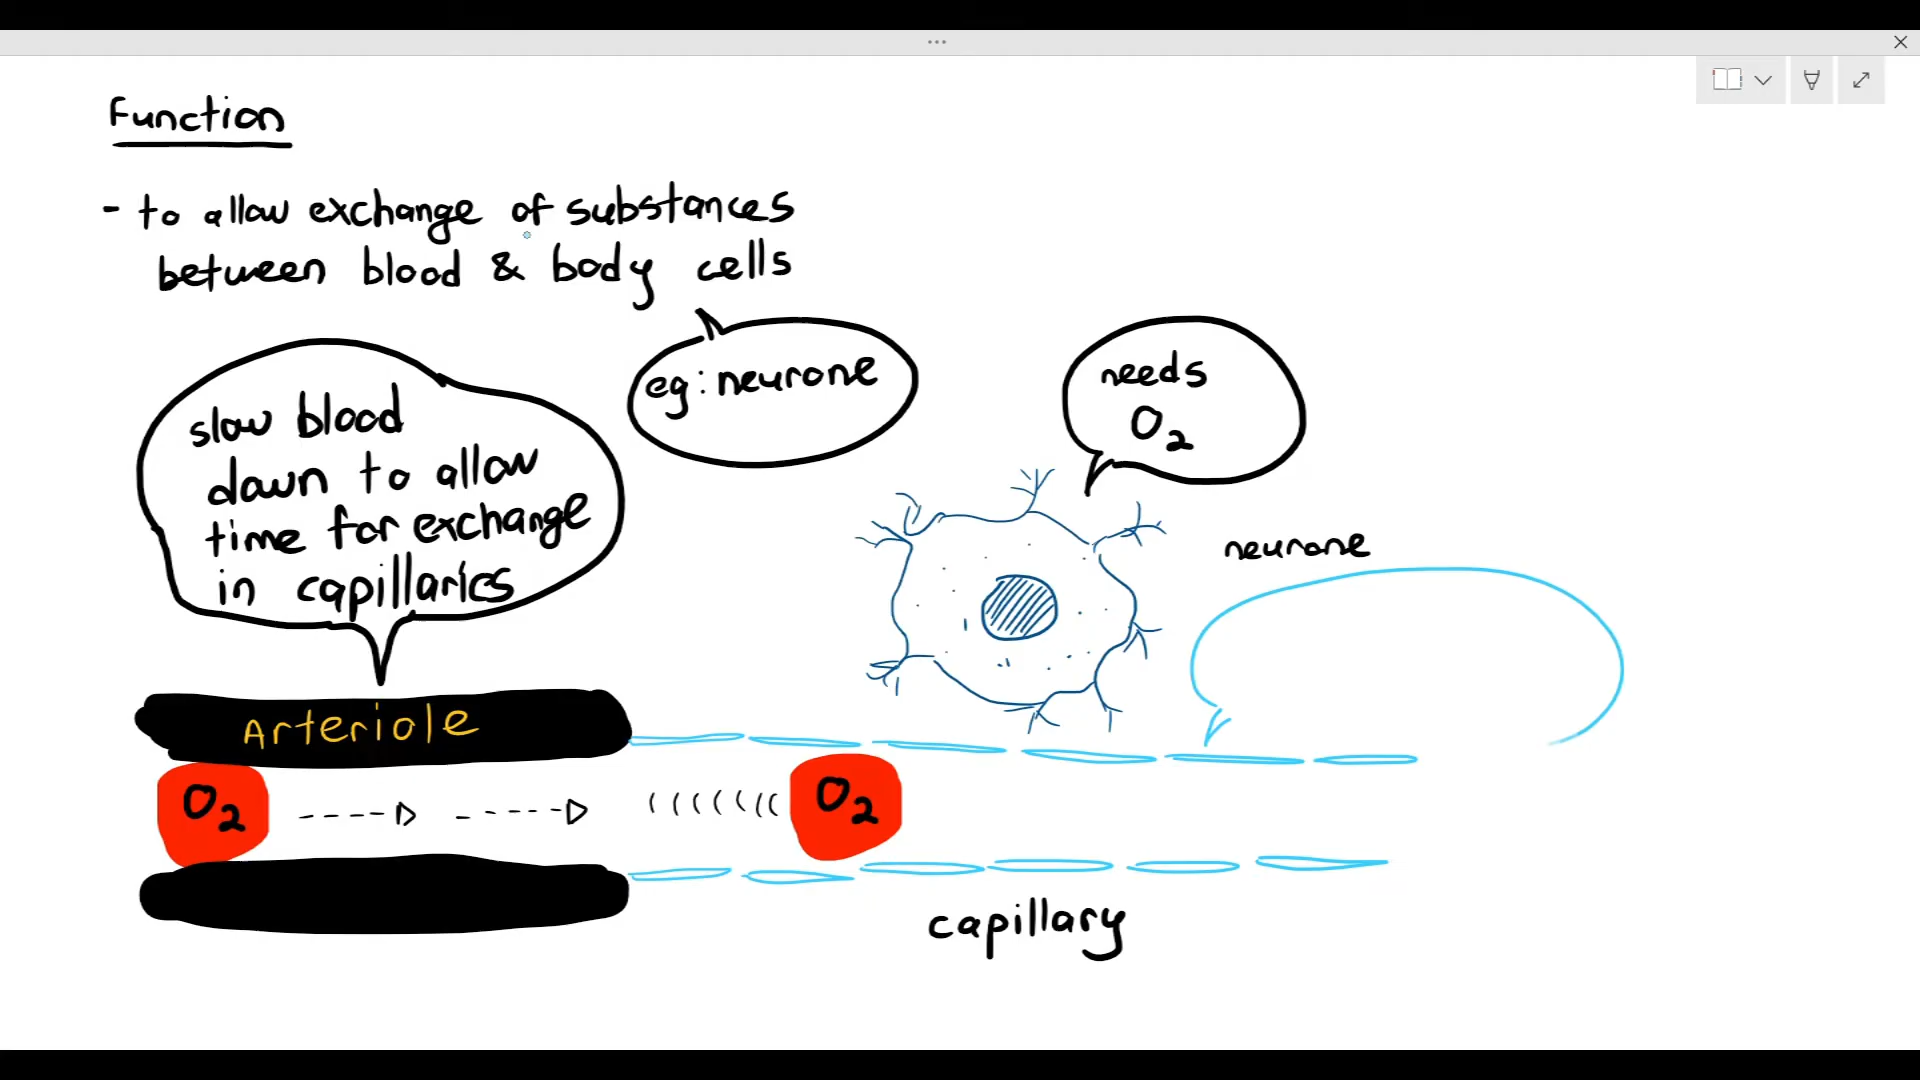 Function
- to allow exchange of substances
between blood & body cells
eg: neurone
needs
O2
slow blood
down to allow
time for exchange
in capillaries
neurone
Arteriole
O2
O2
capillary